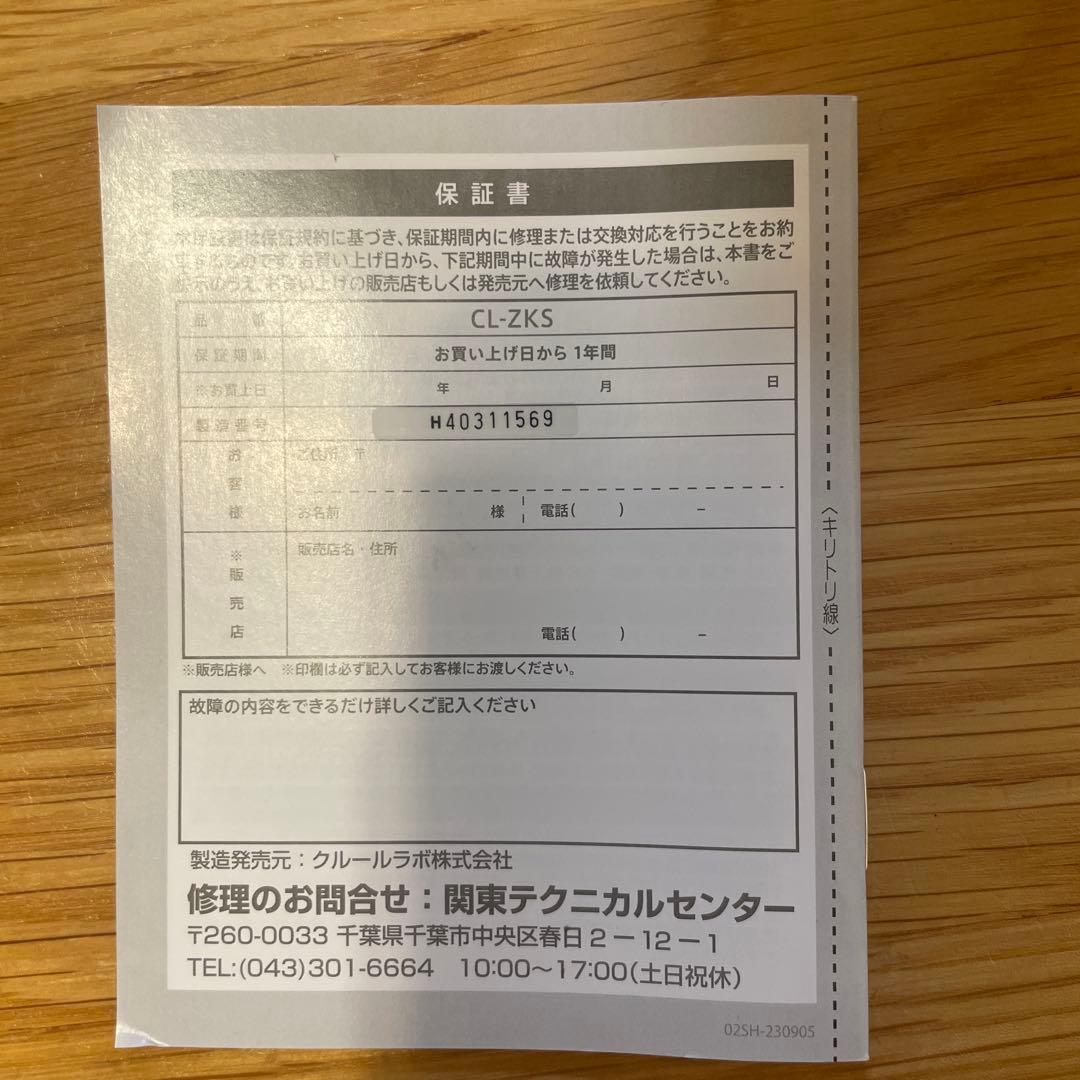 保証書
本保証書は保証規約に基づき、保証期間内に修理または交換対応を行うことをお約
束するものです。お買い上げ日から、下記期間中に故障が発生した場合は、本書をご
提示のうえ、お買い上げの販売店もしくは発売元へ修理を依頼してください。
品番 CL-ZKS
保証期間 お買い上げ日から 1年間
※お買上日 年 月 日
製造番号 H40311569
お客様 ご住所 〒
お名前 様 電話( ) −
※販売店 販売店名・住所
電話( ) −
※販売店様へ ※印欄は必ず記入してお客様にお渡しください。
故障の内容をできるだけ詳しくご記入ください
製造発売元：クルールラボ株式会社
修理のお問合せ：関東テクニカルセンター
〒260-0033 千葉県千葉市中央区春日2−12−1
TEL:(043)301-6664 10:00〜17:00(土日祝休)
02SH-230905
〈キリトリ線〉